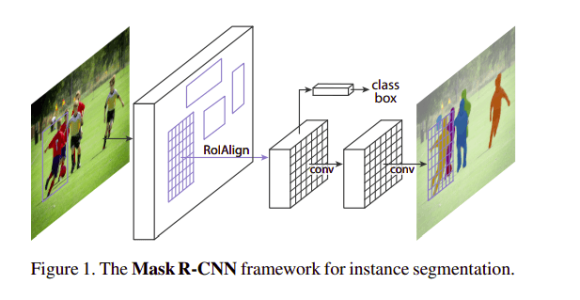 class
box
RoIAlign
conv
conv
Figure 1. The Mask R-CNN framework for instance segmentation.